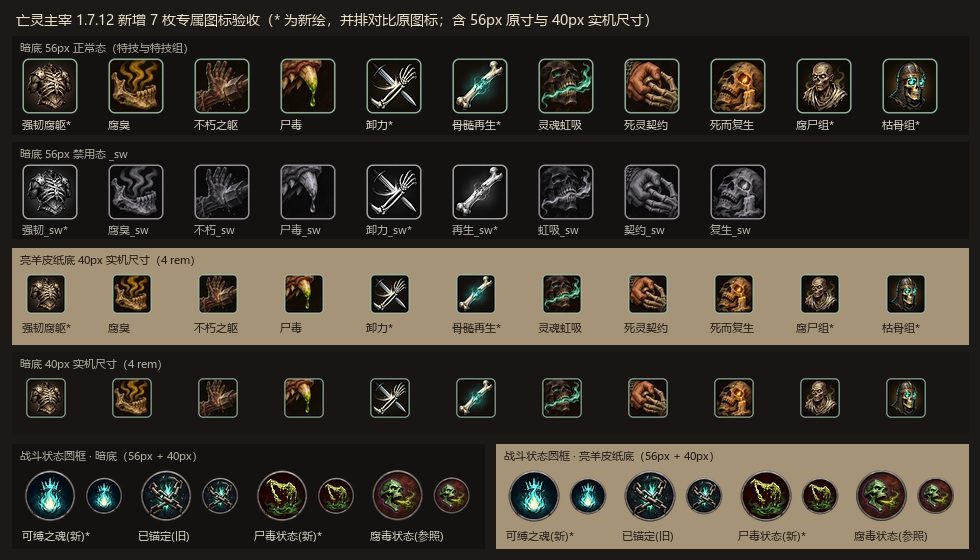 亡灵主宰 1.7.12 新增 7 枚专属图标验收（* 为新绘，并排对比原图标；含 56px 原寸与 40px 实机尺寸）
暗底 56px 正常态（特技与特技组）
强韧腐躯* 腐臭 不朽之躯 尸毒 卸力* 骨髓再生* 灵魂虹吸 死灵契约 死而复生 腐尸组* 枯骨组*
暗底 56px 禁用态 _sw
强韧_sw* 腐臭_sw 不朽_sw 尸毒_sw 卸力_sw* 再生_sw* 虹吸_sw 契约_sw 复生_sw
亮羊皮纸底 40px 实机尺寸（4 rem）
强韧腐躯* 腐臭 不朽之躯 尸毒 卸力* 骨髓再生* 灵魂虹吸 死灵契约 死而复生 腐尸组* 枯骨组*
暗底 40px 实机尺寸（4 rem）
战斗状态圆框 · 暗底（56px + 40px）
可缚之魂(新)* 已锚定(旧) 尸毒状态(新)* 腐毒状态(参照)
战斗状态圆框 · 亮羊皮纸底（56px + 40px）
可缚之魂(新)* 已锚定(旧) 尸毒状态(新)* 腐毒状态(参照)